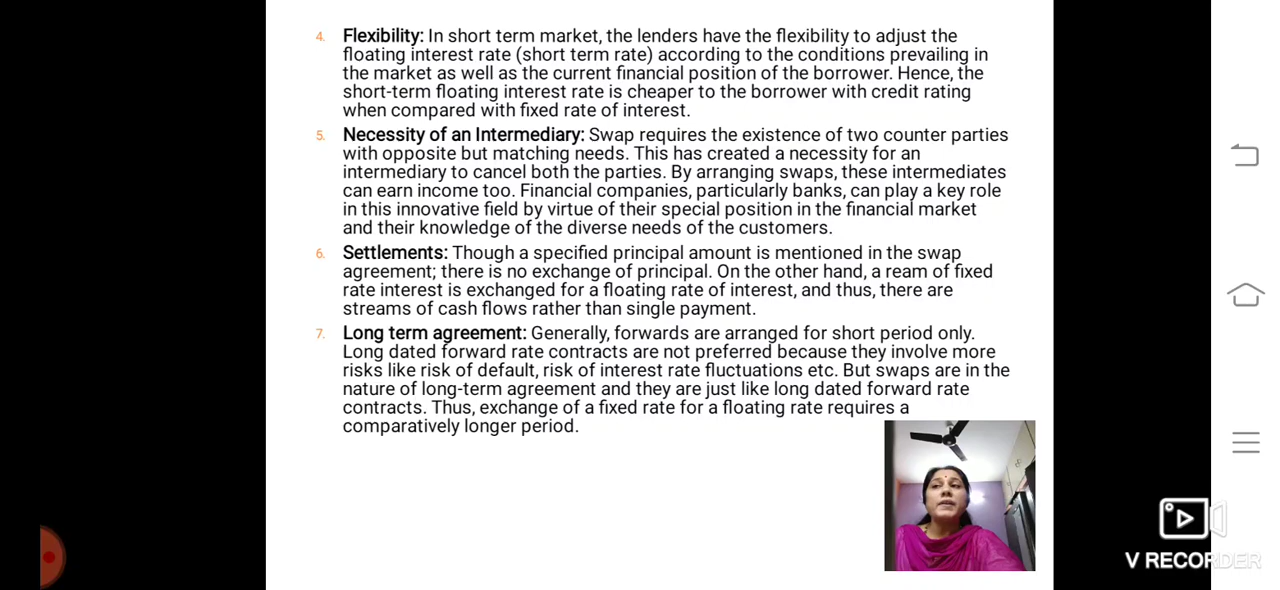 4. Flexibility: In short term market, the lenders have the flexibility to adjust the
floating interest rate (short term rate) according to the conditions prevailing in
the market as well as the current financial position of the borrower. Hence, the
short-term floating interest rate is cheaper to the borrower with credit rating
when compared with fixed rate of interest.
5. Necessity of an Intermediary: Swap requires the existence of two counter parties
with opposite but matching needs. This has created a necessity for an
intermediary to cancel both the parties. By arranging swaps, these intermediates
can earn income too. Financial companies, particularly banks, can play a key role
in this innovative field by virtue of their special position in the financial market
and their knowledge of the diverse needs of the customers.
6. Settlements: Though a specified principal amount is mentioned in the swap
agreement; there is no exchange of principal. On the other hand, a ream of fixed
rate interest is exchanged for a floating rate of interest, and thus, there are
streams of cash flows rather than single payment.
7. Long term agreement: Generally, forwards are arranged for short period only.
Long dated forward rate contracts are not preferred because they involve more
risks like risk of default, risk of interest rate fluctuations etc. But swaps are in the
nature of long-term agreement and they are just like long dated forward rate
contracts. Thus, exchange of a fixed rate for a floating rate requires a
comparatively longer period.
V RECORDER